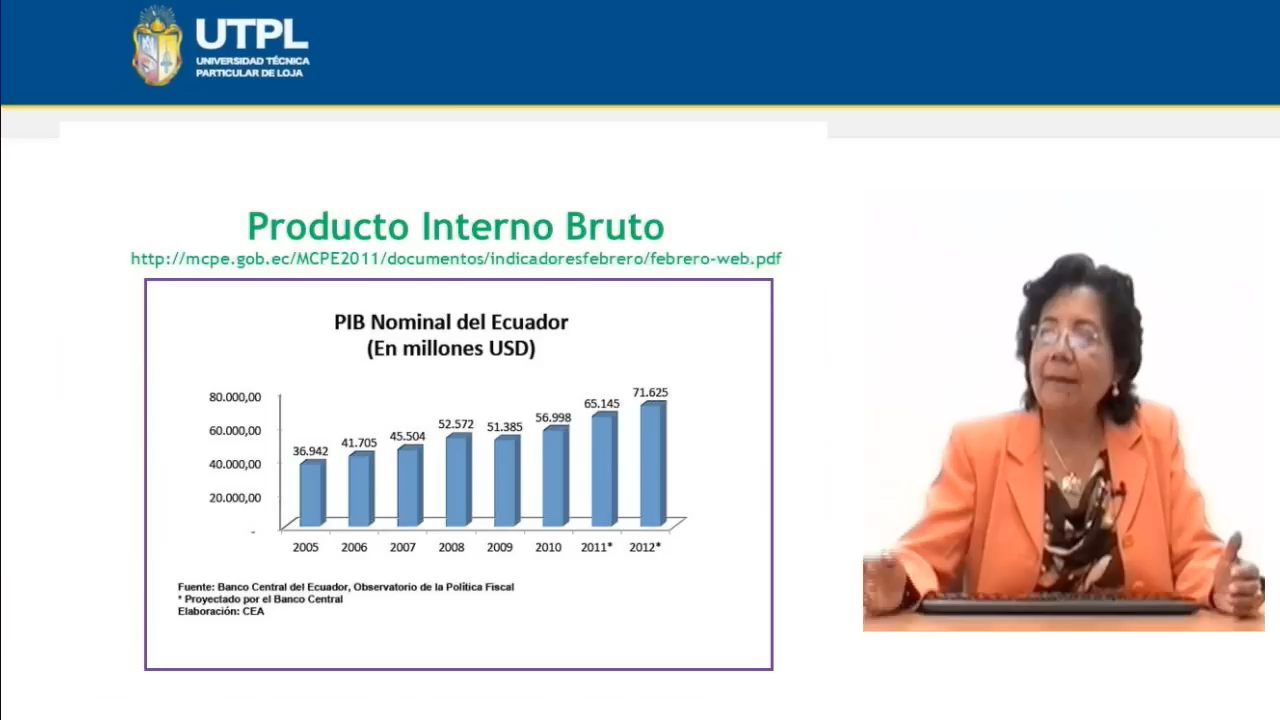 UTPL
UNIVERSIDAD TÉCNICA
PARTICULAR DE LOJA
Producto Interno Bruto
http://mcpe.gob.ec/MCPE2011/documentos/indicadoresfebrero/febrero-web.pdf
PIB Nominal del Ecuador
(En millones USD)
80.000,00
60.000,00
40.000,00
20.000,00
-
36.942
41.705
45.504
52.572
51.385
56.998
65.145
71.625
2005
2006
2007
2008
2009
2010
2011*
2012*
Fuente: Banco Central del Ecuador, Observatorio de la Política Fiscal
* Proyectado por el Banco Central
Elaboración: CEA